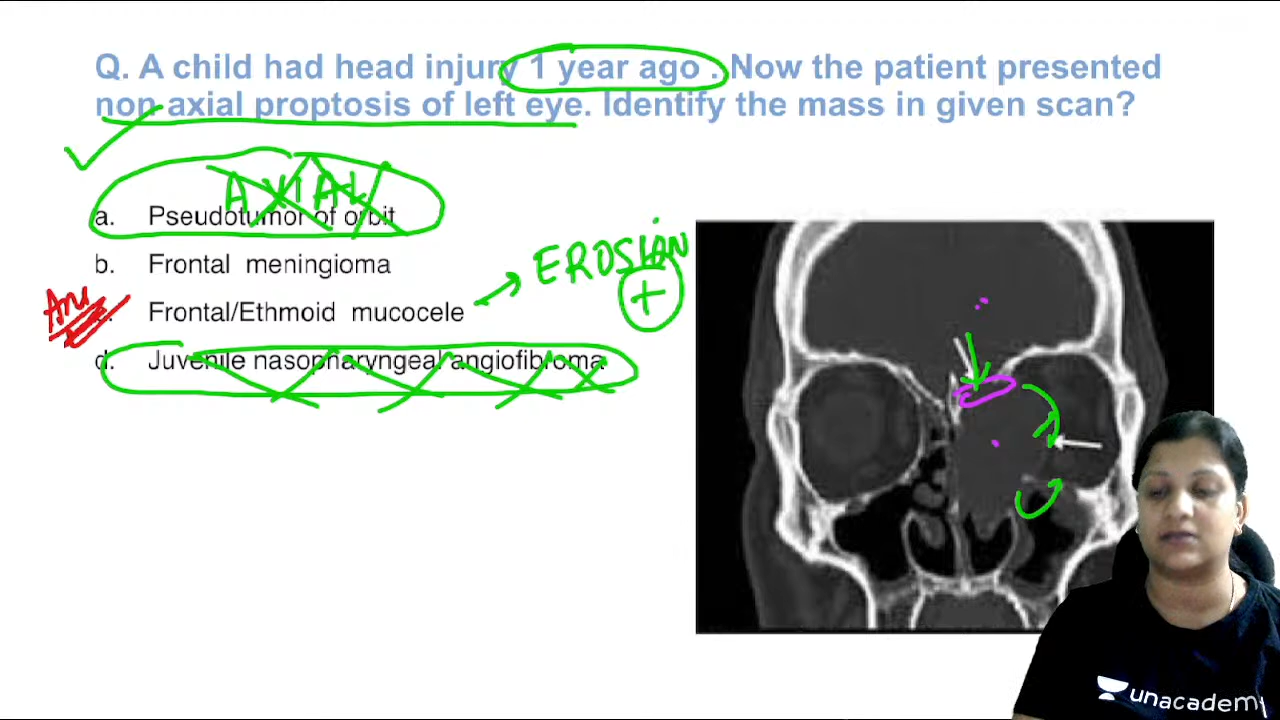 Q. A child had head injury 1 year ago . Now the patient presented
non axial proptosis of left eye. Identify the mass in given scan?
AXIAL
a. Pseudotumor of orbit
b. Frontal meningioma
EROSION
+
Ans
Frontal/Ethmoid mucocele
d. Juvenile nasopharyngeal angiofibroma
unacademy